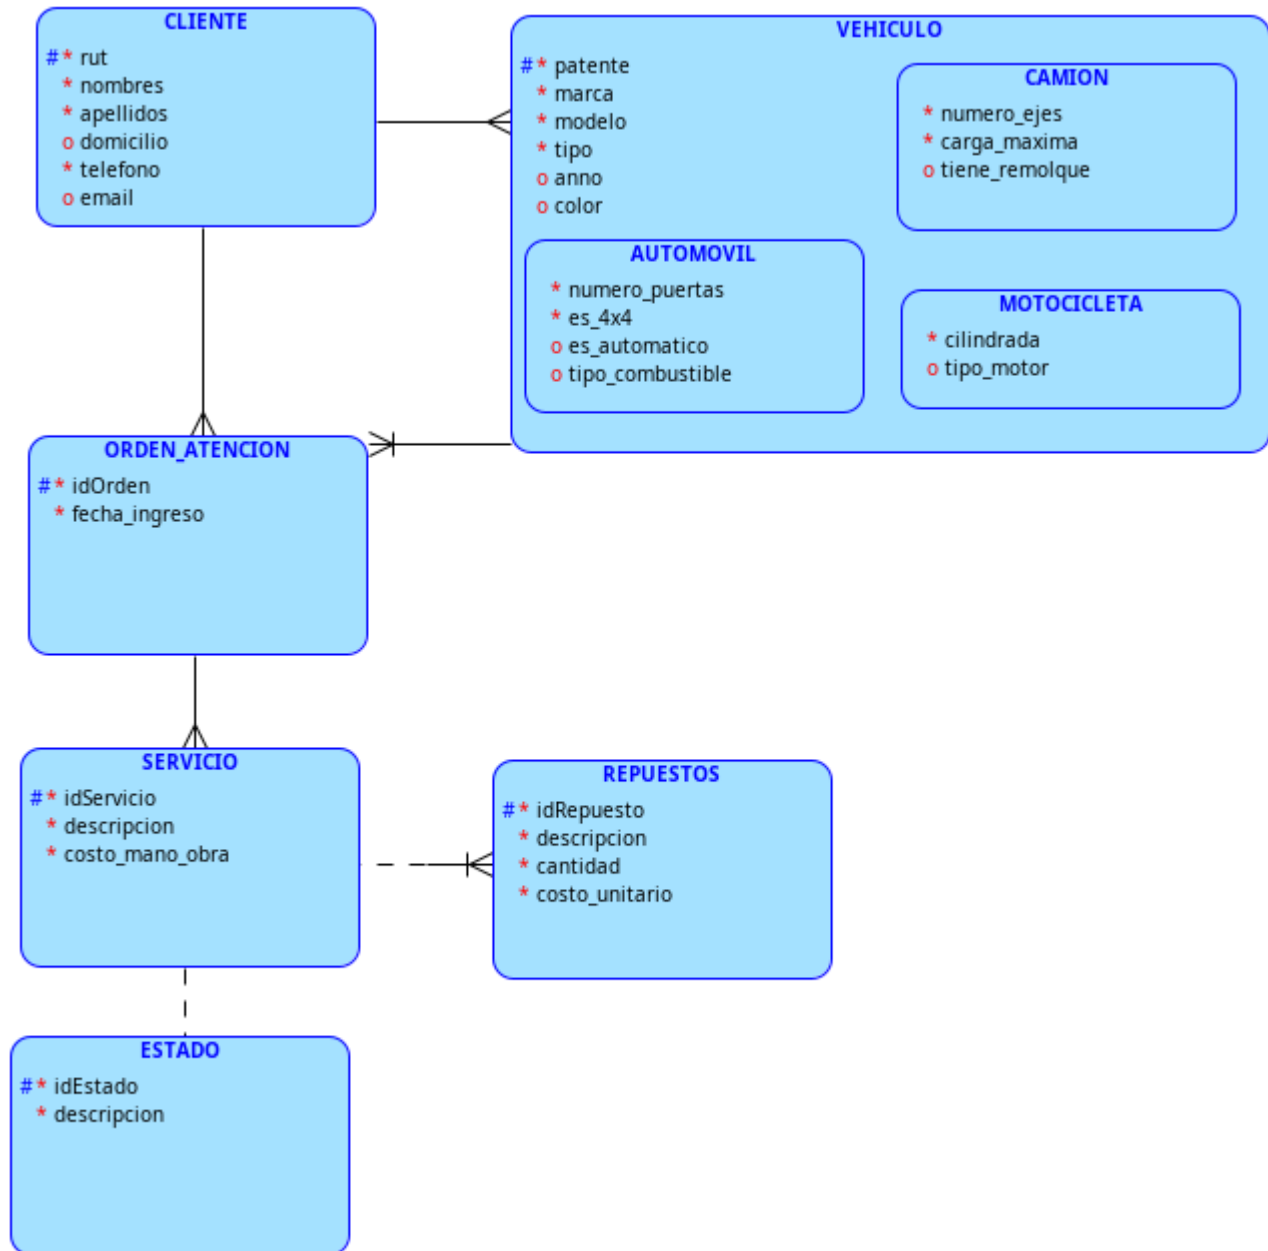 CLIENTE
#* rut
* nombres
* apellidos
o domicilio
* telefono
o email
VEHICULO
#* patente
* marca
* modelo
* tipo
o anno
o color
CAMION
* numero_ejes
* carga_maxima
o tiene_remolque
AUTOMOVIL
* numero_puertas
* es_4x4
o es_automatico
o tipo_combustible
MOTOCICLETA
* cilindrada
o tipo_motor
ORDEN_ATENCION
#* idOrden
* fecha_ingreso
SERVICIO
#* idServicio
* descripcion
* costo_mano_obra
REPUESTOS
#* idRepuesto
* descripcion
* cantidad
* costo_unitario
ESTADO
#* idEstado
* descripcion